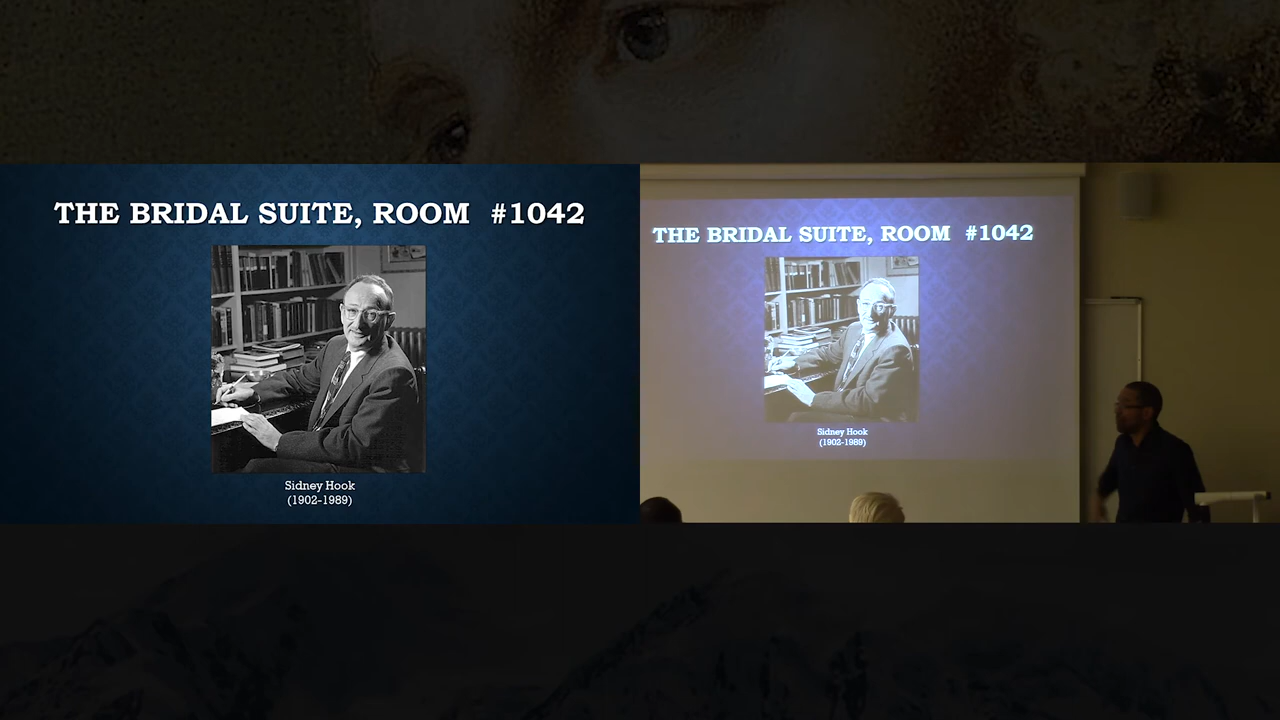 THE BRIDAL SUITE, ROOM #1042
Sidney Hook
(1902-1989)
THE BRIDAL SUITE, ROOM #1042
Sidney Hook
(1902-1989)